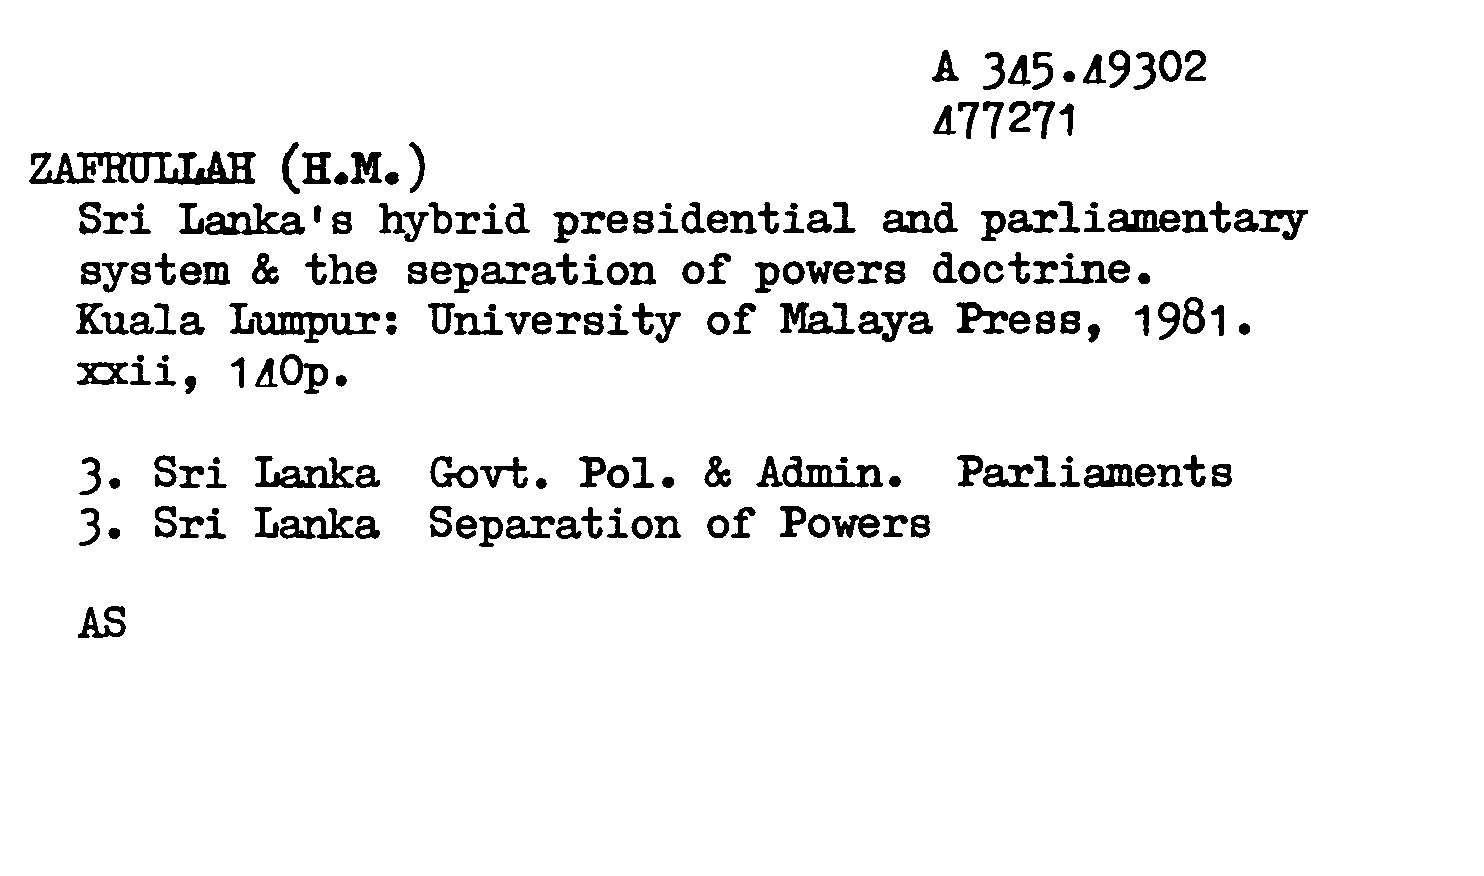 A 345.49302
477271
ZAFRULLAH (H.M.)
Sri Lanka's hybrid presidential and parliamentary
system & the separation of powers doctrine.
Kuala Lumpur: University of Malaya Press, 1981.
xxii, 140p.
3. Sri Lanka  Govt. Pol. & Admin.  Parliaments
3. Sri Lanka  Separation of Powers
AS